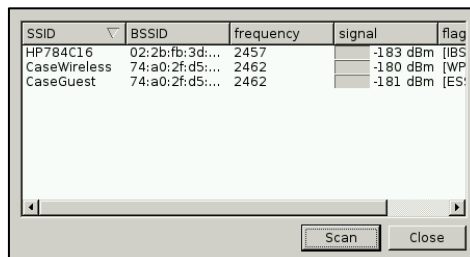 SSID BSSID frequency signal flag
HP784C16 02:2b:fb:3d:... 2457 -183 dBm [IBS
CaseWireless 74:a0:2f:d5:... 2462 -180 dBm [WP
CaseGuest 74:a0:2f:d5:... 2462 -181 dBm [ES
Scan Close